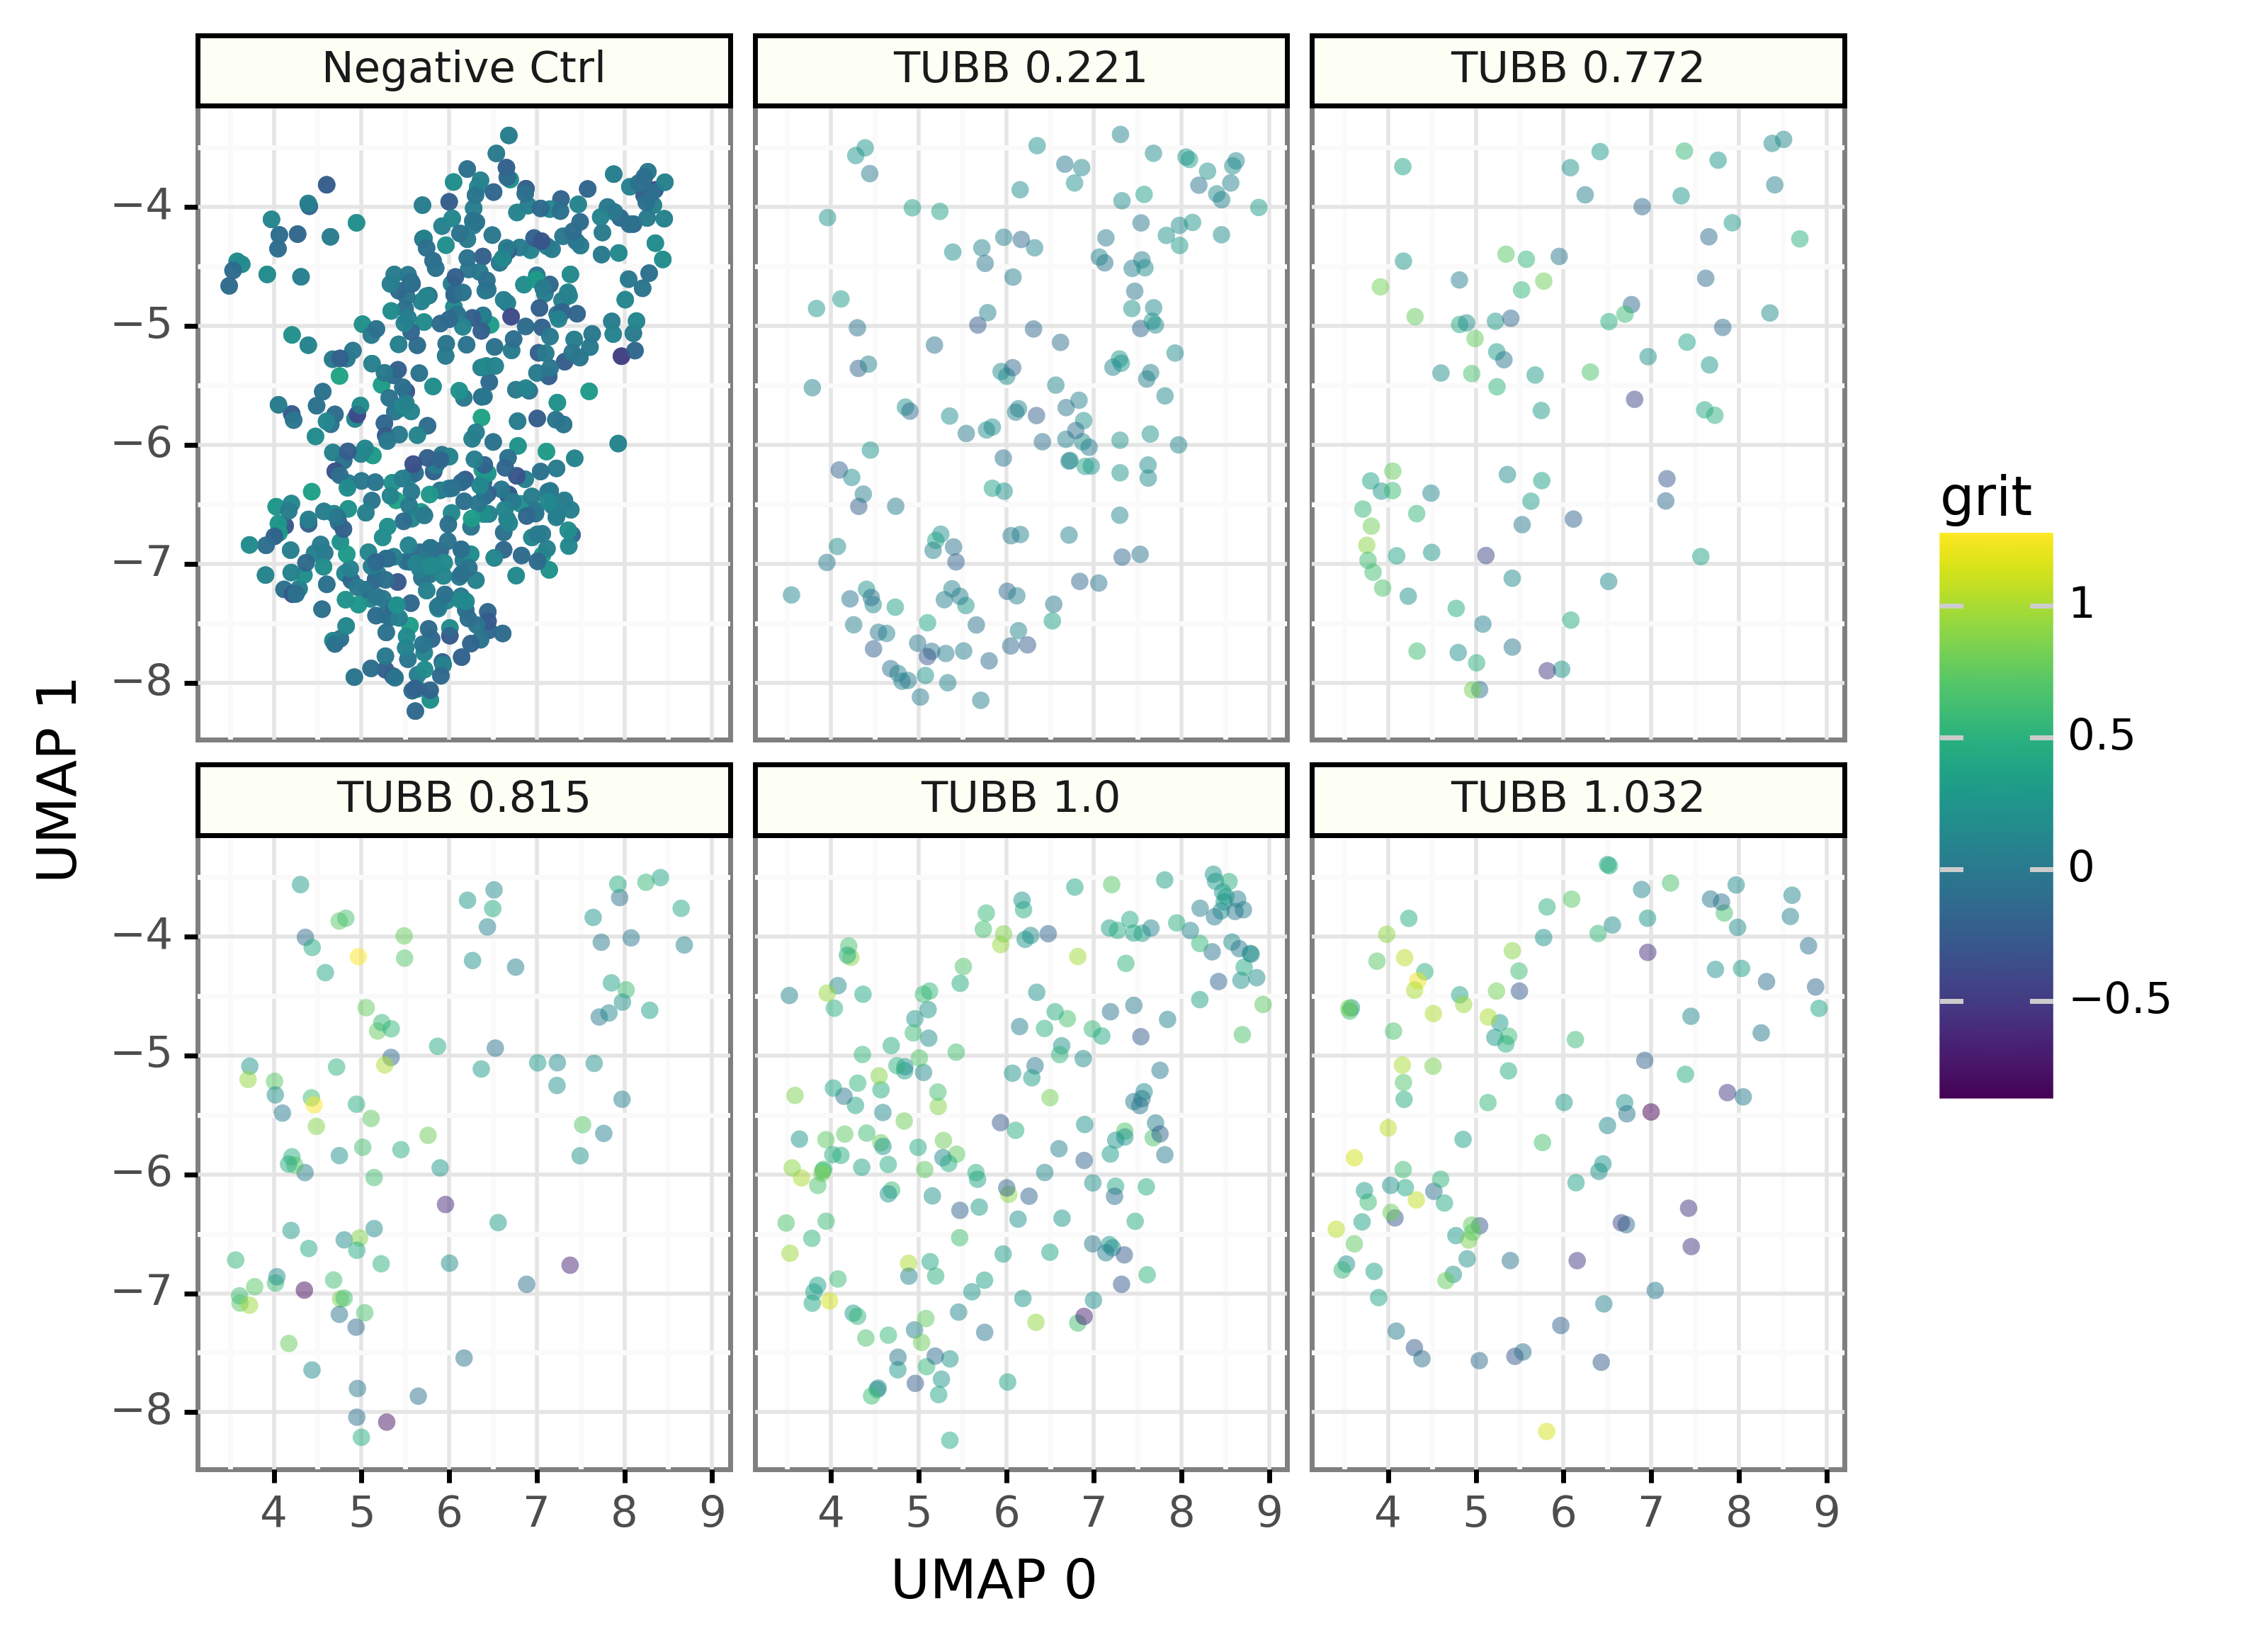 Negative Ctrl
TUBB 0.221
TUBB 0.772
−4
−5
−6
−7
−8
TUBB 0.815
TUBB 1.0
TUBB 1.032
−4
−5
−6
−7
−8
4 5 6 7 8 9
4 5 6 7 8 9
4 5 6 7 8 9
UMAP 0
UMAP 1
grit
1
0.5
0
−0.5